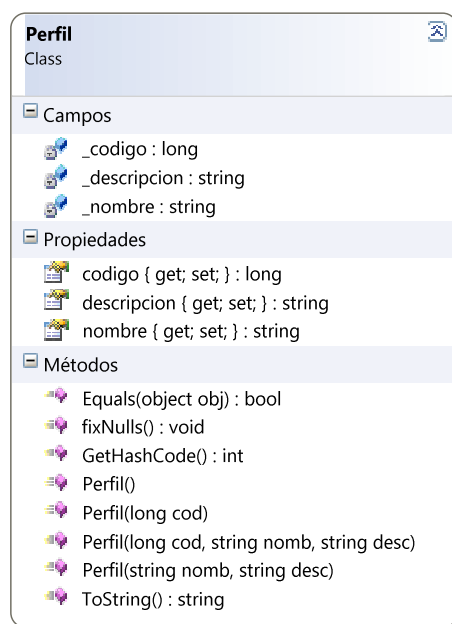 Perfil
Class
Campos
_codigo : long
_descripcion : string
_nombre : string
Propiedades
codigo { get; set; } : long
descripcion { get; set; } : string
nombre { get; set; } : string
Métodos
Equals(object obj) : bool
fixNulls() : void
GetHashCode() : int
Perfil()
Perfil(long cod)
Perfil(long cod, string nomb, string desc)
Perfil(string nomb, string desc)
ToString() : string